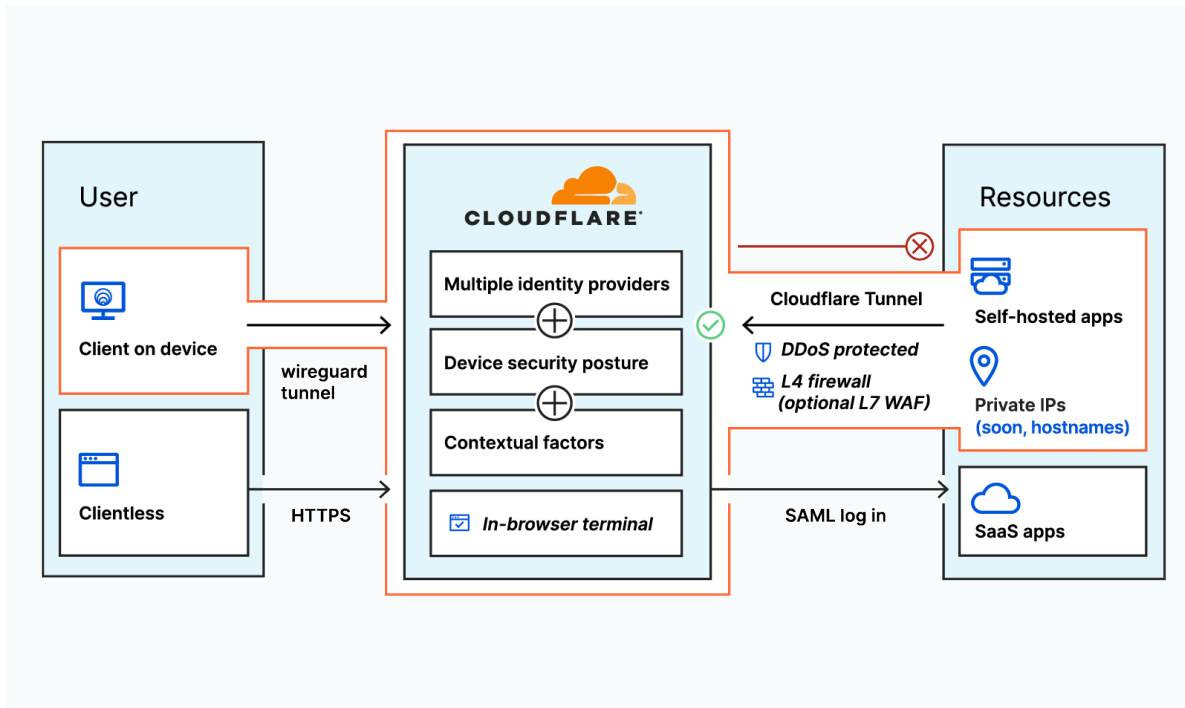 User
Client on device
Clientless
wireguard
tunnel
HTTPS
CLOUDFLARE
Multiple identity providers
Device security posture
Contextual factors
In-browser terminal
Cloudflare Tunnel
DDoS protected
L4 firewall
(optional L7 WAF)
SAML log in
Resources
Self-hosted apps
Private IPs
(soon, hostnames)
SaaS apps